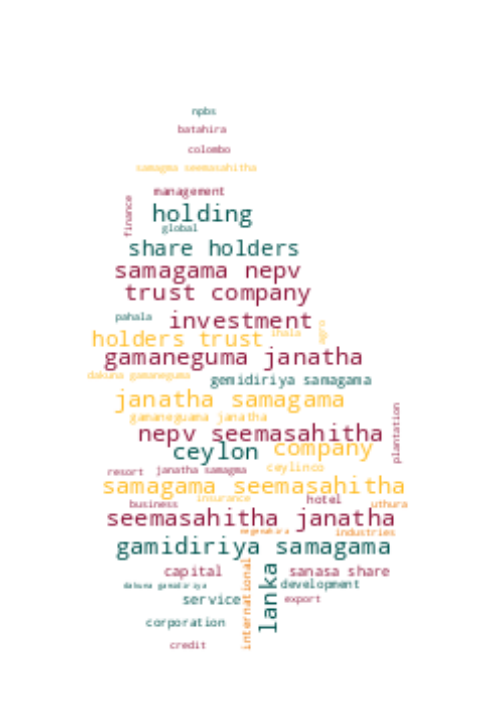 npbs
batahira
colombo
samagma seemasahitha
management
finance
holding
global
share holders
samagama nepv
trust company
pahala
investment
holders trust
ihala
agro
gamaneguma janatha
dakuna gamaneguma
gemidiriya samagama
janatha samagama
gamaneguama janatha
plantation
nepv seemasahitha
ceylon
company
resort
janatha samagma
ceylinco
samagama seemasahitha
business
insurance
hotel
uthura
seemasahitha janatha
industries
gamidiriya samagama
capital
international
lanka
sanasa share
dakuna gamidiriya
development
service
export
corporation
credit